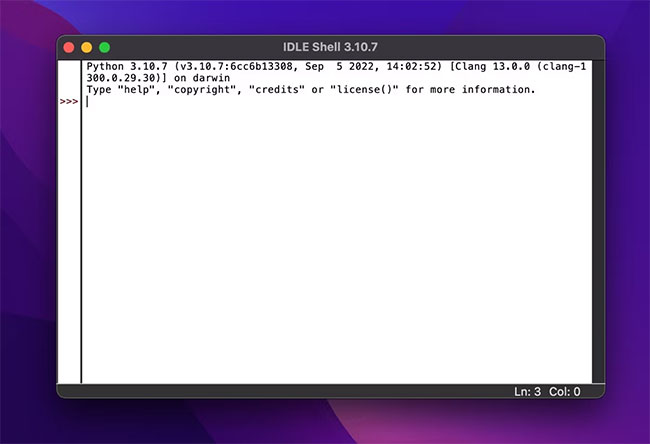 IDLE Shell 3.10.7
Python 3.10.7 (v3.10.7:6cc6b13308, Sep  5 2022, 14:02:52) [Clang 13.0.0 (clang-1
300.0.29.30)] on darwin
Type "help", "copyright", "credits" or "license()" for more information.
>>>
Ln: 3  Col: 0